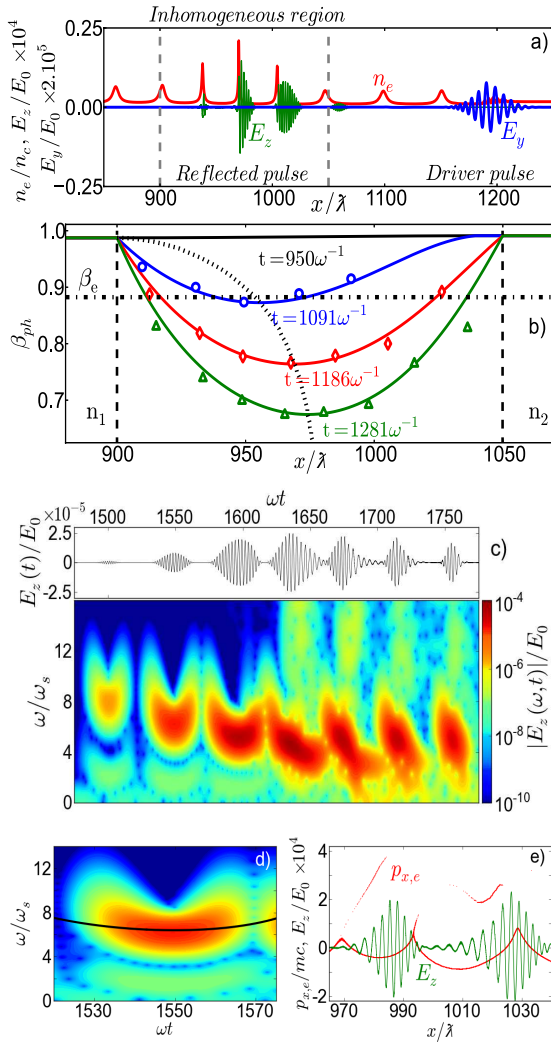 Inhomogeneous region
a)
n_e/n_c, E_z/E_0 ×10^4
E_y/E_0 ×2.10^5
0.25
0.00
−0.25
n_e
E_z
E_y
Reflected pulse
Driver pulse
900 1000 1100 1200
x/ƛ
1.0
0.9
0.8
0.7
β_ph
β_e
t=950ω^−1
t=1091ω^−1
t=1186ω^−1
t=1281ω^−1
b)
n_1
n_2
900 950 1000 1050
x/ƛ
ωt
×10^−5
1500 1550 1600 1650 1700 1750
E_z(t)/E_0
2.5
0
−2.5
c)
ω/ω_s
12
8
4
0
10^−4
10^−6
10^−8
10^−10
|E_z(ω,t)|/E_0
d)
ω/ω_s
12
8
4
0
1530 1550 1570
ωt
e)
p_x,e/mc, E_z/E_0 ×10^4
4
2
0
−2
p_x,e
E_z
965 990 1010 1030
x/ƛ